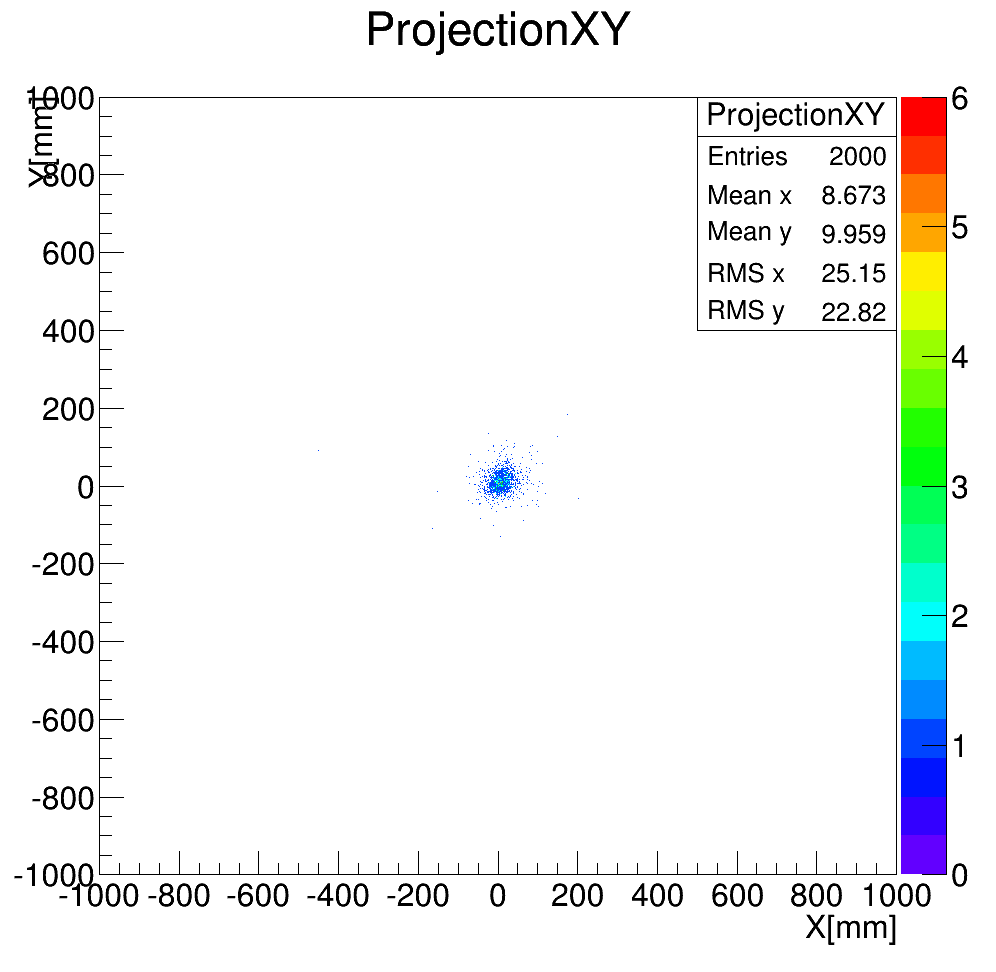 ProjectionXY
Y[mm]
1000
800
600
400
200
0
-200
-400
-600
-800
-1000
ProjectionXY
Entries 2000
Mean x 8.673
Mean y 9.959
RMS x 25.15
RMS y 22.82
6
5
4
3
2
1
0
-1000 -800 -600 -400 -200 0 200 400 600 800 1000
X[mm]